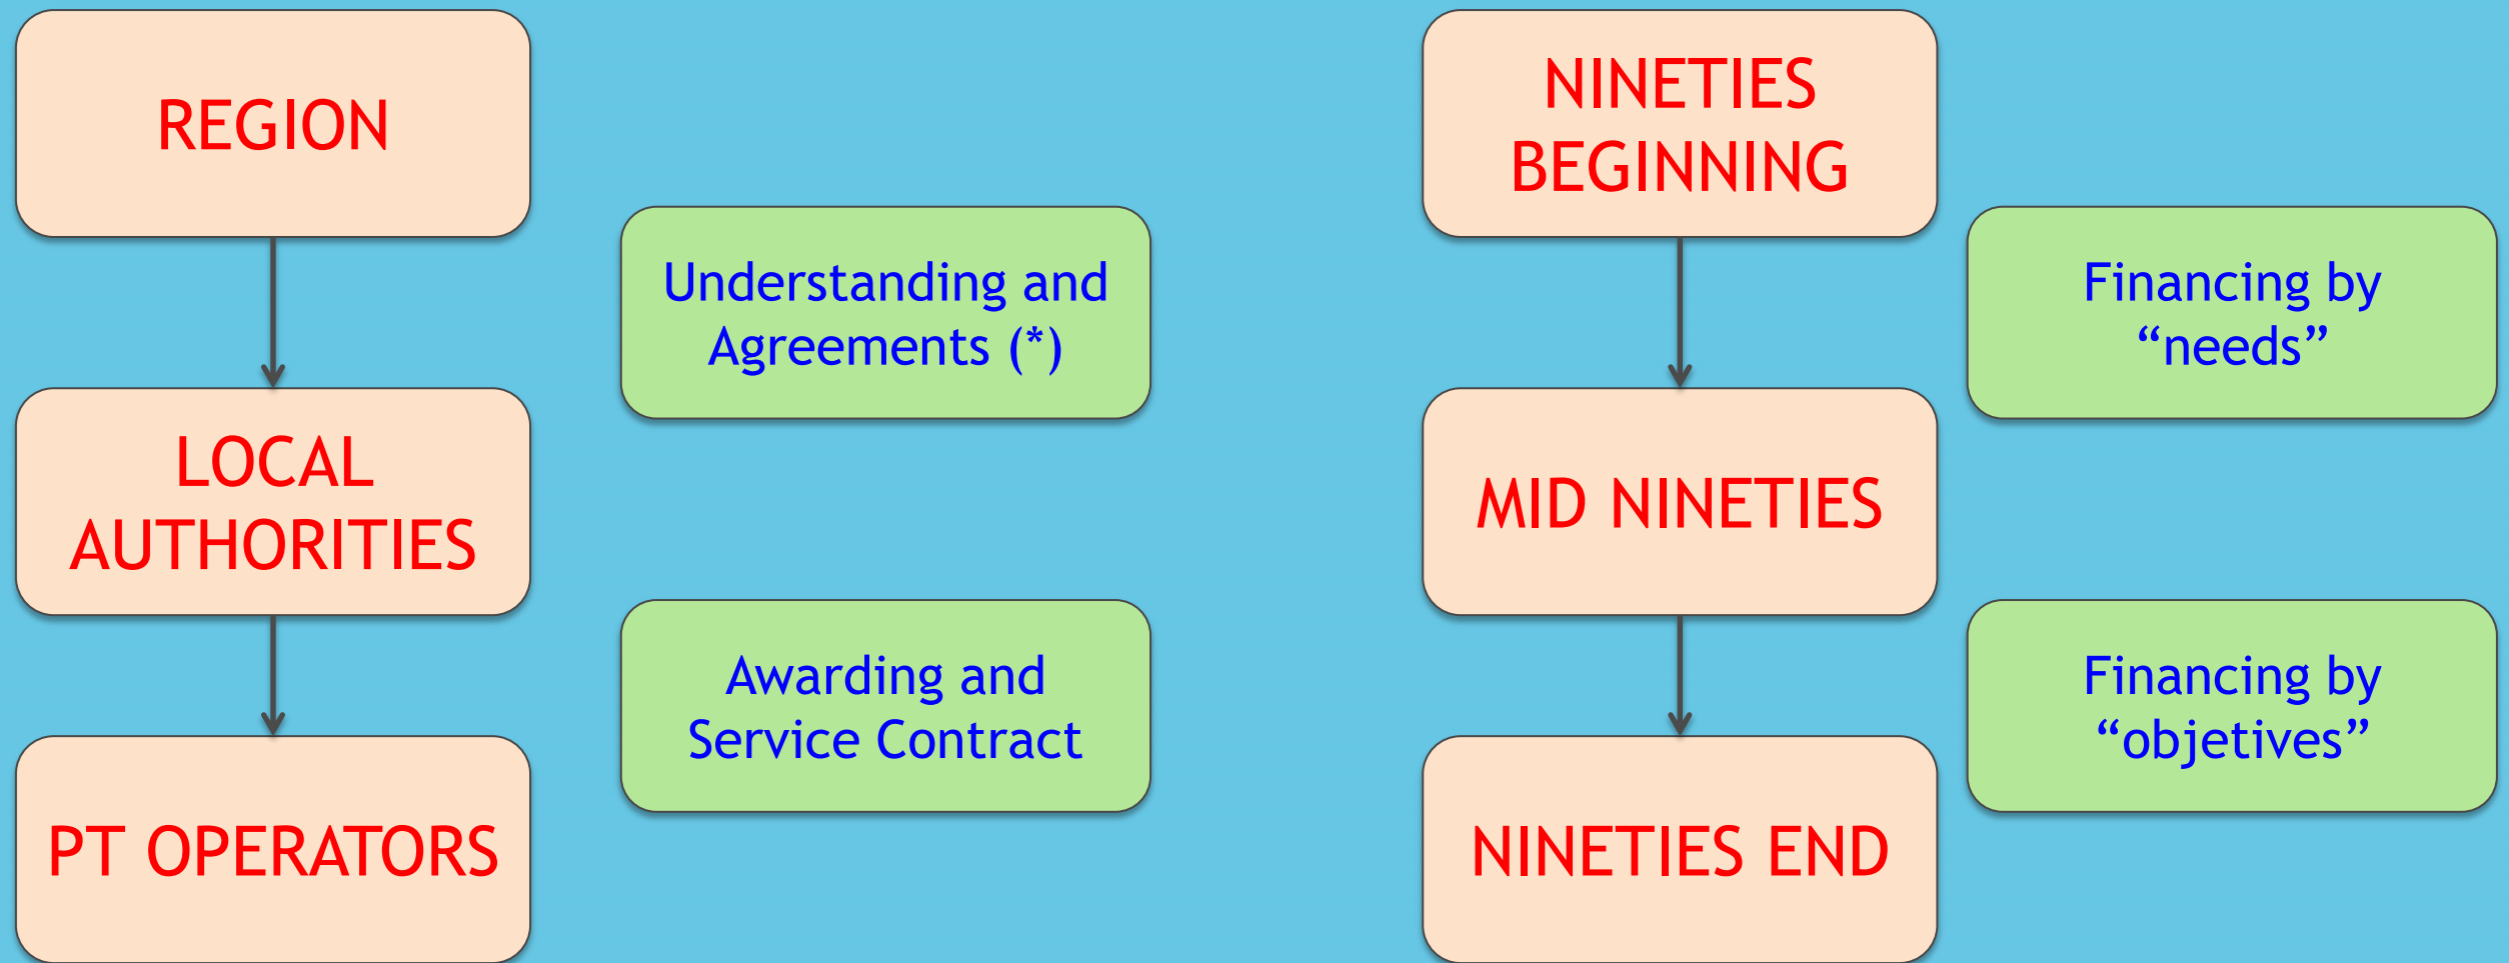 REGION
Understanding and
Agreements (*)
LOCAL
AUTHORITIES
Awarding and
Service Contract
PT OPERATORS
NINETIES
BEGINNING
Financing by
“needs”
MID NINETIES
Financing by
“objetives”
NINETIES END